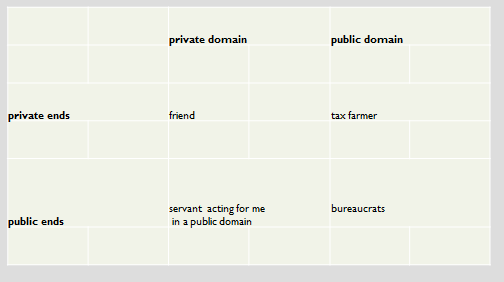 private domain public domain
private ends friend tax farmer
servant acting for me bureaucrats
public ends in a public domain